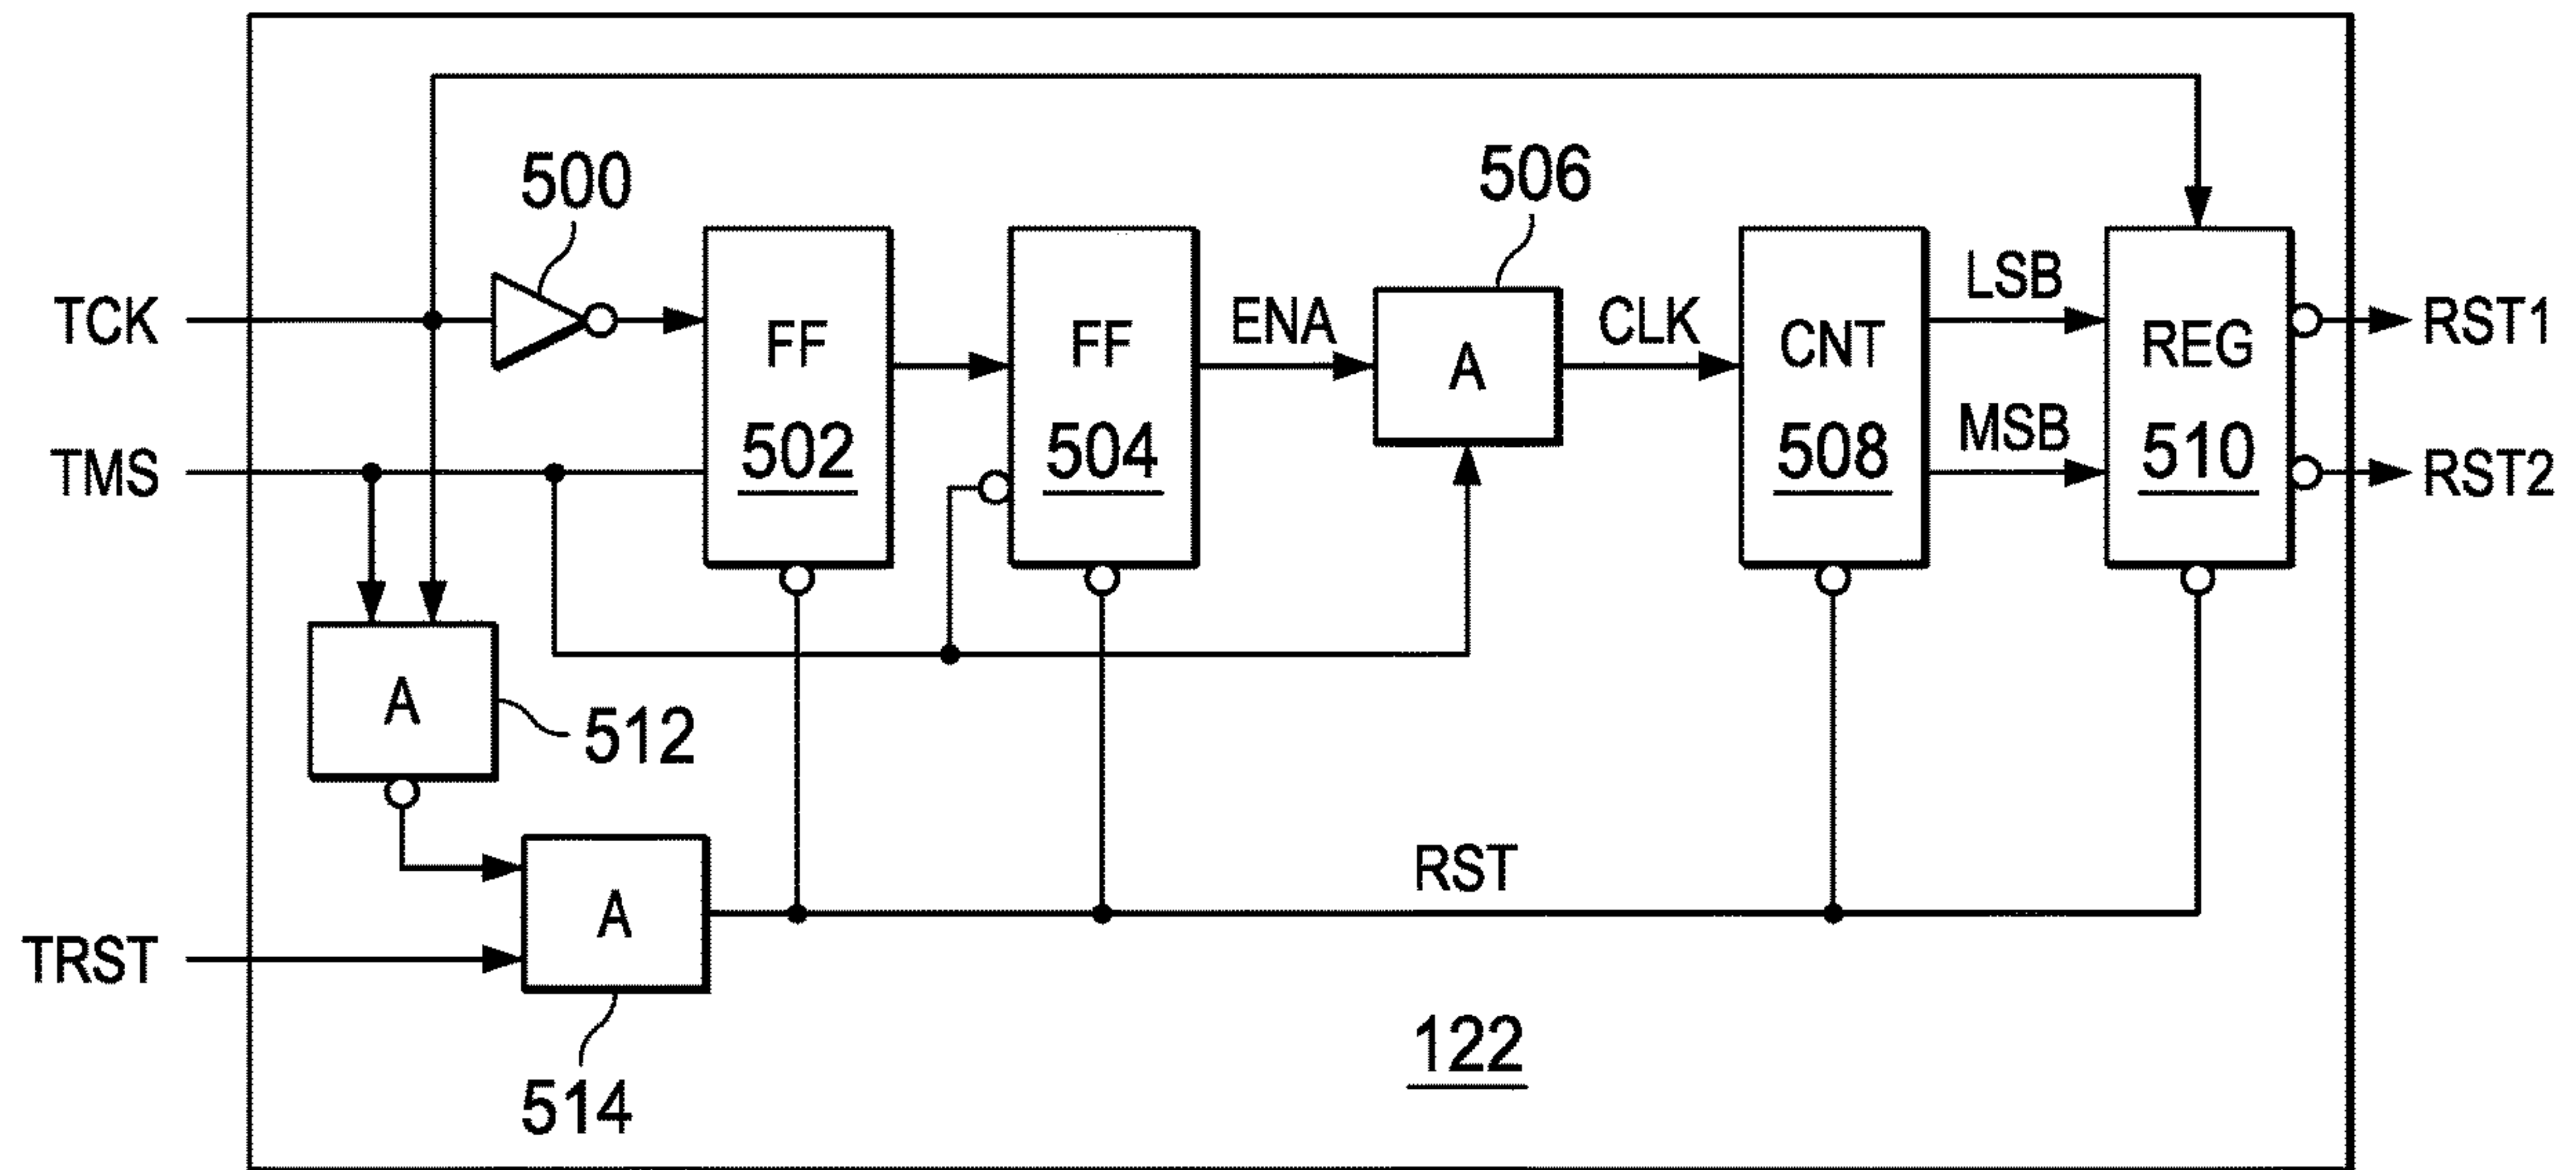 500
506
TCK
FF
502
FF
504
ENA
A
CLK
CNT
508
LSB
MSB
REG
510
RST1
RST2
TMS
A
512
A
514
TRST
RST
122